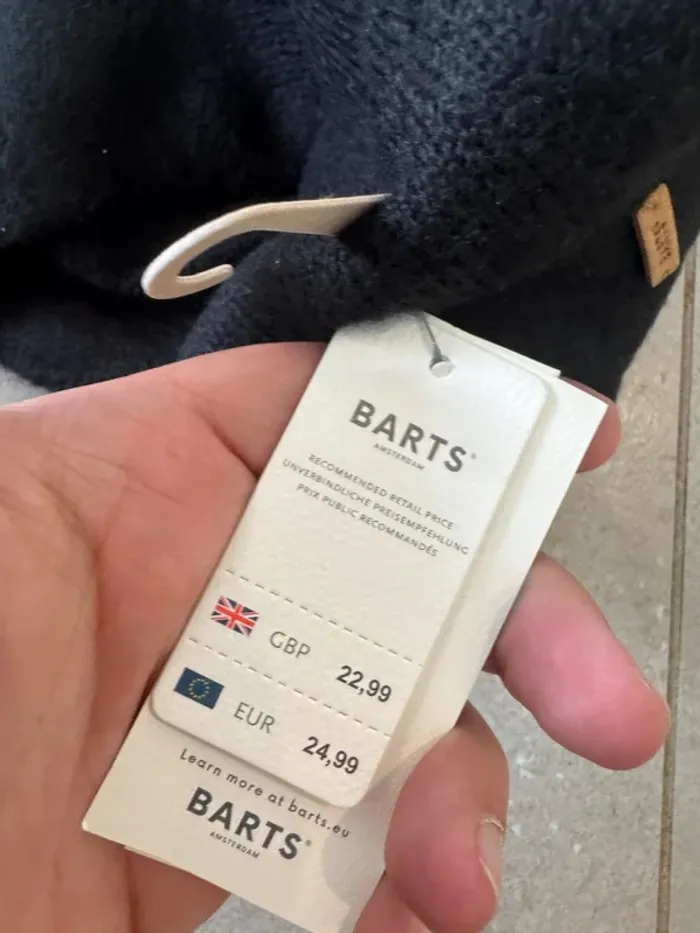 BARTS®
AMSTERDAM
RECOMMENDED RETAIL PRICE
UNVERBINDLICHE PREISEMPFEHLUNG
PRIX PUBLIC RECOMMANDÉS
GBP 22,99
EUR 24,99
Learn more at barts.eu
BARTS®
AMSTERDAM